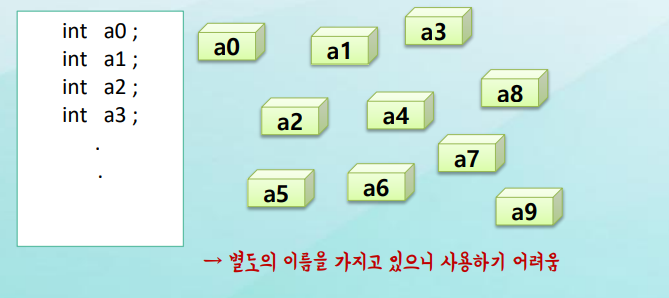 int a0 ;
int a1 ;
int a2 ;
int a3 ;
.
.
a0
a1
a3
a2
a4
a8
a5
a6
a7
a9
→ 별도의 이름을 가지고 있으니 사용하기 어려움